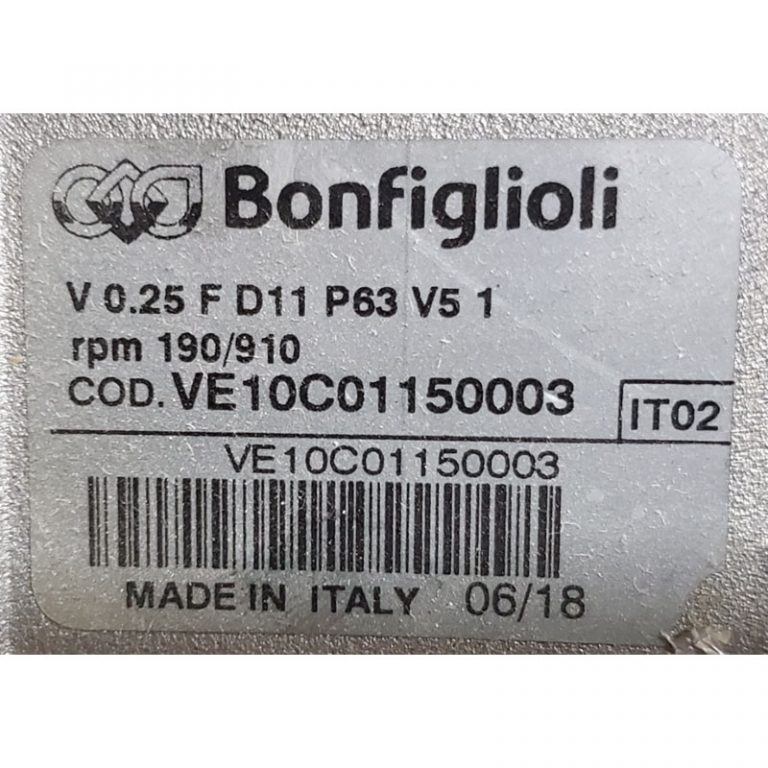 Bonfiglioli
V 0.25 F D11 P63 V5 1
rpm 190/910
COD. VE10C01150003
IT02
VE10C01150003
MADE IN ITALY 06/18